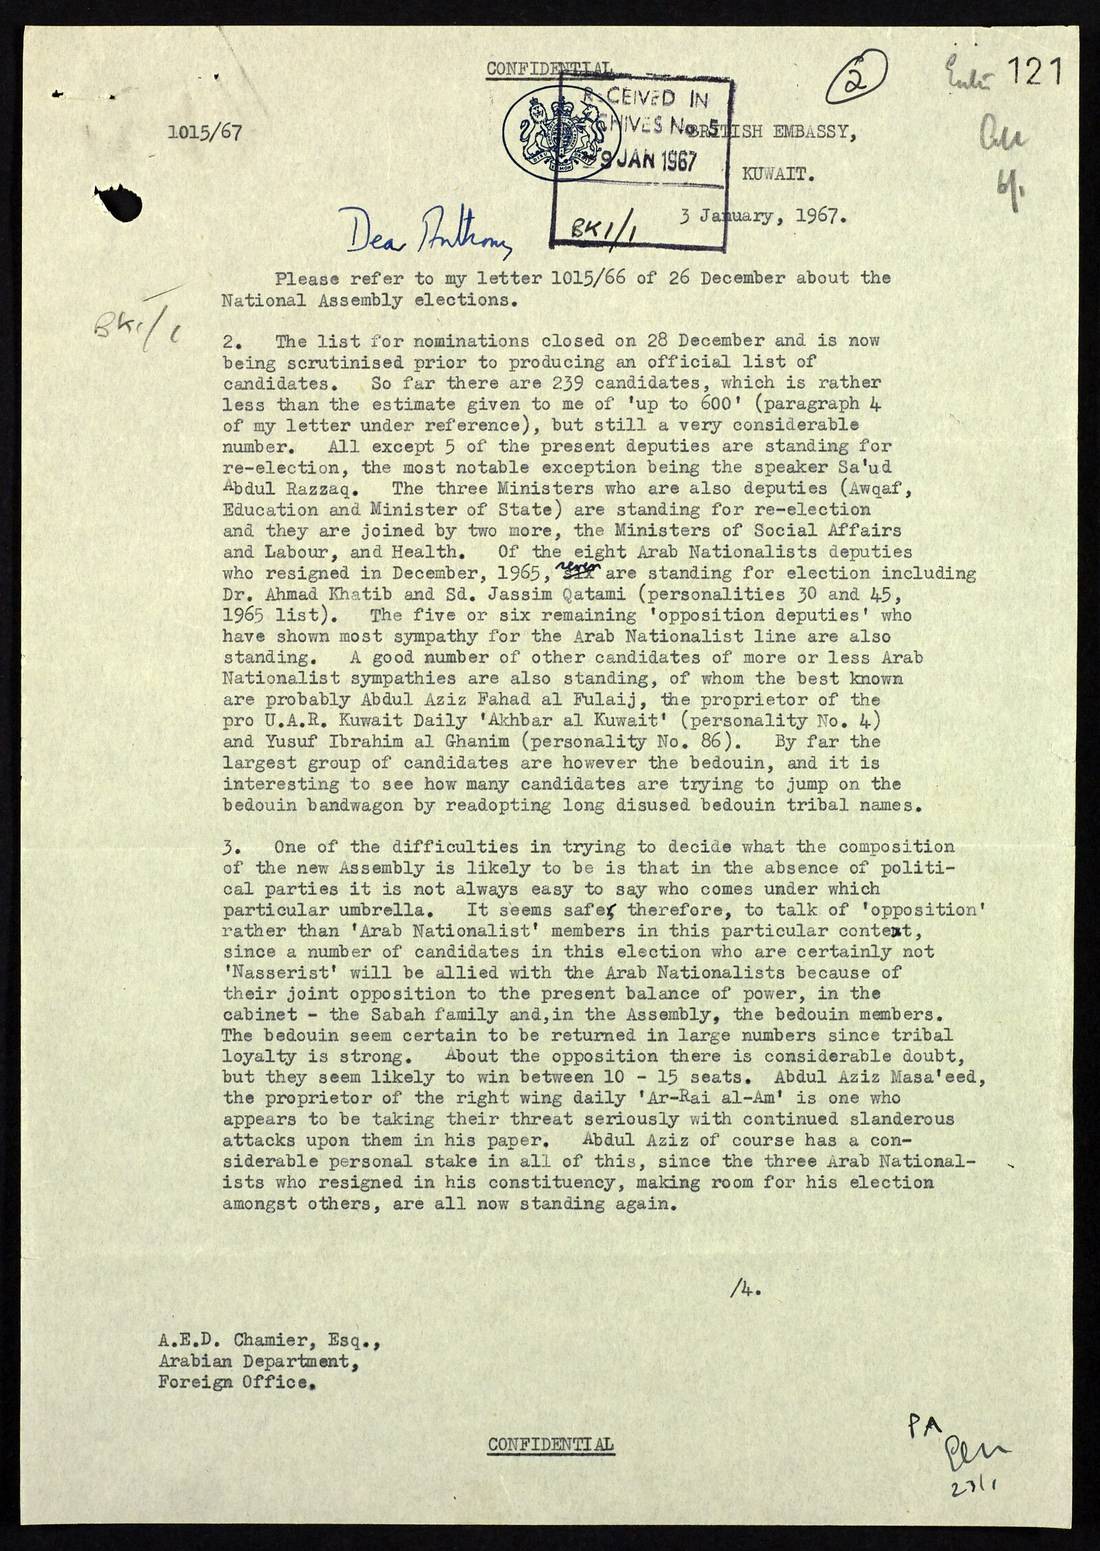 CONFIDENTIAL
2
121
1015/67
RECEIVED IN
ARCHIVES No. 5
9 JAN 1967
BK1/1
BRITISH EMBASSY,
KUWAIT.
6/1
3 January, 1967.
Dear Anthony
Please refer to my letter 1015/66 of 26 December about the
National Assembly elections.
BK1/1
2. The list for nominations closed on 28 December and is now
being scrutinised prior to producing an official list of
candidates. So far there are 239 candidates, which is rather
less than the estimate given to me of 'up to 600' (paragraph 4
of my letter under reference), but still a very considerable
number. All except 5 of the present deputies are standing for
re-election, the most notable exception being the speaker Sa'ud
Abdul Razzaq. The three Ministers who are also deputies (Awqaf,
Education and Minister of State) are standing for re-election
and they are joined by two more, the Ministers of Social Affairs
and Labour, and Health. Of the eight Arab Nationalists deputies
who resigned in December, 1965, seven are standing for election including
Dr. Ahmad Khatib and Sd. Jassim Qatami (personalities 30 and 45,
1965 list). The five or six remaining 'opposition deputies' who
have shown most sympathy for the Arab Nationalist line are also
standing. A good number of other candidates of more or less Arab
Nationalist sympathies are also standing, of whom the best known
are probably Abdul Aziz Fahad al Fulaij, the proprietor of the
pro U.A.R. Kuwait Daily 'Akhbar al Kuwait' (personality No. 4)
and Yusuf Ibrahim al Ghanim (personality No. 86). By far the
largest group of candidates are however the bedouin, and it is
interesting to see how many candidates are trying to jump on the
bedouin bandwagon by readopting long disused bedouin tribal names.
3. One of the difficulties in trying to decide what the composition
of the new Assembly is likely to be is that in the absence of politi-
cal parties it is not always easy to say who comes under which
particular umbrella. It seems safer therefore, to talk of 'opposition'
rather than 'Arab Nationalist' members in this particular context,
since a number of candidates in this election who are certainly not
'Nasserist' will be allied with the Arab Nationalists because of
their joint opposition to the present balance of power, in the
cabinet - the Sabah family and,in the Assembly, the bedouin members.
The bedouin seem certain to be returned in large numbers since tribal
loyalty is strong. About the opposition there is considerable doubt,
but they seem likely to win between 10 - 15 seats. Abdul Aziz Masa'eed,
the proprietor of the right wing daily 'Ar-Rai al-Am' is one who
appears to be taking their threat seriously with continued slanderous
attacks upon them in his paper. Abdul Aziz of course has a con-
siderable personal stake in all of this, since the three Arab National-
ists who resigned in his constituency, making room for his election
amongst others, are all now standing again.
/4.
A.E.D. Chamier, Esq.,
Arabian Department,
Foreign Office.
CONFIDENTIAL
PA
23/1